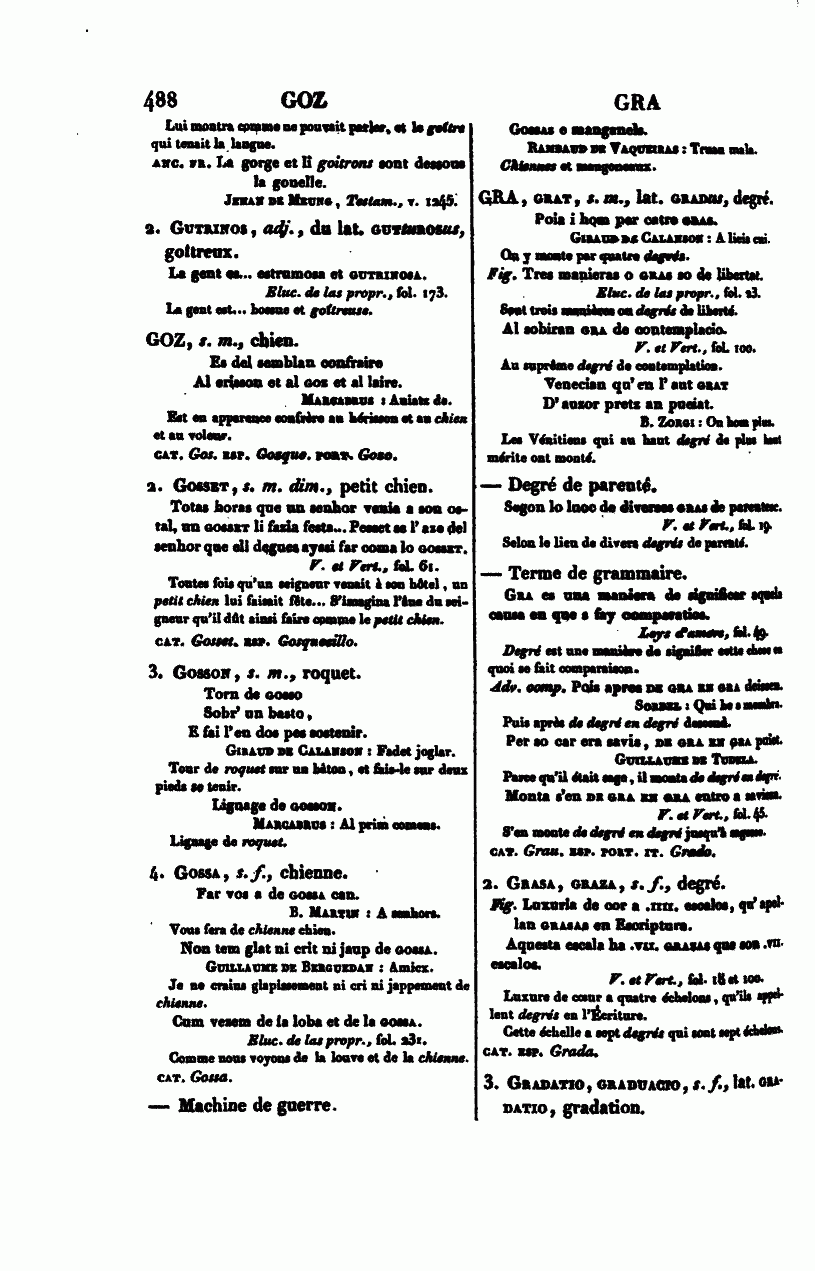 488 GOZ GRA
Lui montra comme ne pouvait parler, et le goître
qui tenait la langue.
ANC. FR. La gorge et li goitrons sont dessous
la gonelle.
JEHAN DE MEUNG, Testam., v. 1245.
2. GUTRINOS, adj., du lat. GUTTUROSUS,
goîtreux.
La gent es... estrumosa et GUTRINOSA.
Eluc. de las propr., fol. 173.
La gent est... bossue et goîtreuse.
GOZ, s. m., chien.
Es del semblan confraire
Al erisson et al GOS et al laire.
MARCABRUS : Aniatz de.
Est en apparence confrère au hérisson et au chien
et au voleur.
CAT. Gos. ESP. Gosque. PORT. Goso.
2. GOSSET, s. m. dim., petit chien.
Totas horas que un senhor venia a son os-
tal, un GOSSET li fazia festa... Penset se l'aze del
senhor que ell degues ayssi far coma lo GOSSET.
V. et Vert., fol. 61.
Toutes fois qu'un seigneur venait à son hôtel, un
petit chien lui faisait fête... S'imagina l'âne du sei-
gneur qu'il dût ainsi faire comme le petit chien.
CAT. Gosset. ESP. Gosquesillo.
3. GOSSON, s. m., roquet.
Torn de GOSSO
Sobr' un basto,
E fai l'en dos pes sostenir.
GIRAUD DE CALANSON : Fadet joglar.
Tour de roquet sur un bâton, et fais-le sur deux
pieds se tenir.
Lignage de GOSSON.
MARCABRUS : Al prim comens.
Lignage de roquet.
4. GOSSA, s. f., chienne.
Far vos a de GOSSA can.
B. MARTIN : A senhors.
Vous fera de chienne chien.
Non tem glat ni crit ni jaup de GOSSA.
GUILLAUME DE BERGUEDAN : Amicx.
Je ne crains glapissement ni cri ni jappement de
chienne.
Cum vezem de la loba et de la GOSSA.
Eluc. de las propr., fol. 231.
Comme nous voyons de la louve et de la chienne.
CAT. Gossa.
— Machine de guerre.
GOSSAS e manganels.
RAMBAUD DE VAQUEIRAS : Truan mala.
Chiennes et mangoneaux.
GRA, GRAT, s. m., lat. GRADUS, degré.
Poia i hom per catre GRAS.
GIRAUD DE CALANSON : A lieis cui.
On y monte par quatre degrés.
Fig. Tres manieras o GRAS so de libertat.
Eluc. de las propr., fol. 23.
Sont trois manières ou degrés de liberté.
Al sobiran GRA de contemplacio.
V. et Vert., fol. 100.
Au suprême degré de contemplation.
Venecian qu'en l'aut GRAT
D'auzor pretz an pueiat.
B. ZORGI : On hom plus.
Les Vénitiens qui au haut degré de plus haut
mérite ont monté.
— Degré de parenté.
Segon lo luoc de diverses GRAS de parentesc.
V. et Vert., fol. 19.
Selon le lieu de divers degrés de parenté.
— Terme de grammaire.
GRA es una maniera de significar aquela
causa en que s fay comparatios.
Leys d'amors, fol. 49.
Degré est une manière de signifier cette chose en
quoi se fait comparaison.
Adv. comp. Pois apres DE GRA EN GRA deissen.
SORDEL : Qui be s membra.
Puis après de degré en degré descend.
Per so car era savis, DE GRA EN GRA puiet.
GUILLAUME DE TUDELA.
Parce qu'il était sage, il monta de degré en degré.
Monta s'en DE GRA EN GRA entro a saviesa.
V. et Vert., fol. 45.
S'en monte de degré en degré jusqu'à sagesse.
CAT. Grau. ESP. PORT. IT. Grado.
2. GRASA, GRAZA, s. f., degré.
Fig. Luxuria de cor a .IIII. escalos, qu'apel-
lan GRASAS en Escriptura.
Aquesta escala ha .VII. GRAZAS que son .VII.
escalos.
V. et Vert., fol. 18 et 100.
Luxure de cœur a quatre échelons, qu'ils appel-
lent degrés en l'Écriture.
Cette échelle a sept degrés qui sont sept échelons.
CAT. ESP. Grada.
3. GRADATIO, GRADUACIO, s. f., lat. GRA-
DATIO, gradation.